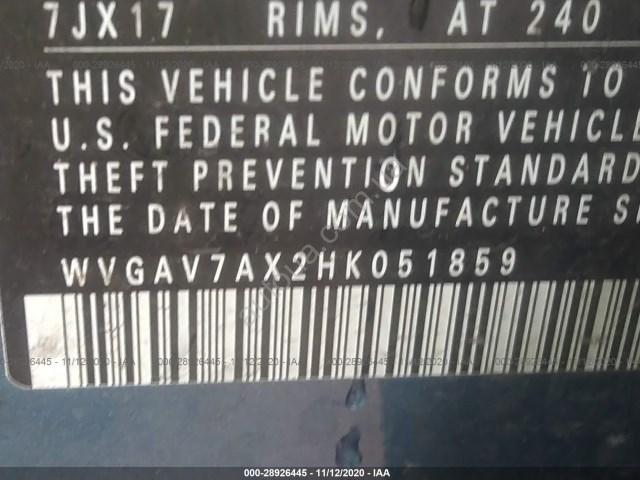 7JX17 RIMS, AT 240
THIS VEHICLE CONFORMS TO
U.S. FEDERAL MOTOR VEHICL
THEFT PREVENTION STANDARD
THE DATE OF MANUFACTURE S
WVGAV7AX2HK051859
000-28926445 - 11/12/2020 - IAA